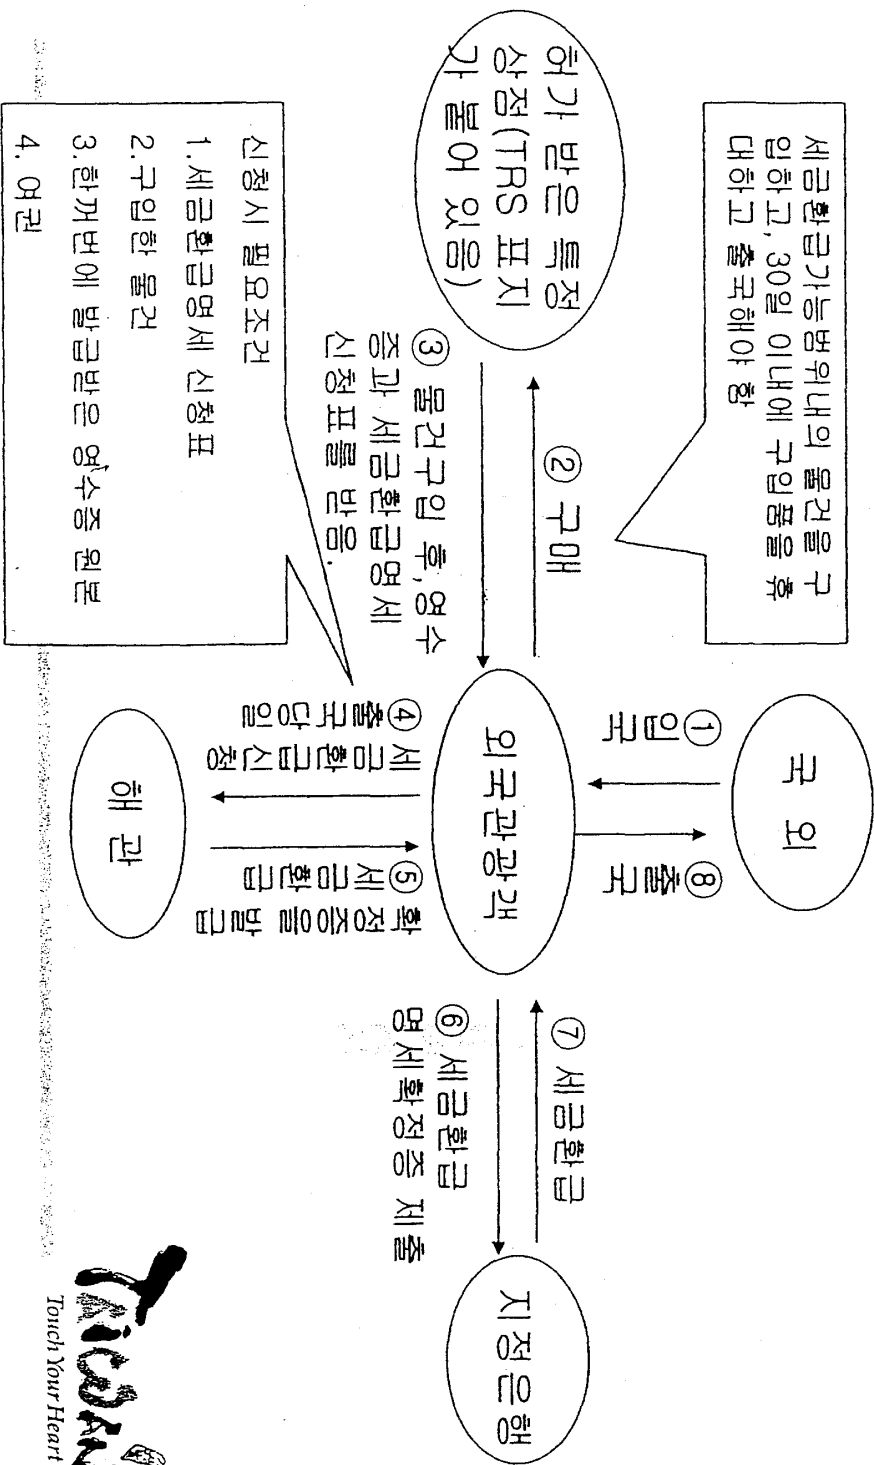 세금환급가능범위내의 물건을 구
입하고, 30일 이내에 구입품을 휴
대하고 출국해야 함
허가 받은 특정
상점(TRS 표지
가 붙어 있음)
② 구매
③ 물건구입 후, 영수
증과 세금환급명세
신청표를 받음.
신청시 필요조건
1. 세금환급명세 신청표
2.구입한 물건
3.한꺼번에 발급받은 영수증 원본
4. 여권
국 외
①입국
⑧출국
외국관광객
④출국당일
세금환급신청
⑤세금환급
확정증을 발급
해 관
⑦ 세금환급
⑥ 세금환급
명세확정증 제출
지정은행
TAIWAN
Touch Your Heart